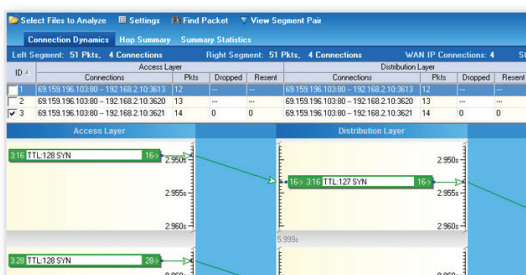 Select Files to Analyze Settings Find Packet View Segment Pair
Connection Dynamics Hop Summary Summary Statistics
Left Segment: 51 Pkts, 4 Connections Right Segment: 51 Pkts, 4 Connections WAN IP Connections: 4 St
ID Access Layer Distribution Layer
Connections Pkts Dropped Resent Connections Pkts Dropped Resent
1 69.159.196.103:80 – 192.168.2.10:3613 12 --- --- 69.159.196.103:80 – 192.168.2.10:3613 12 --- ---
2 69.159.196.103:80 – 192.168.2.10:3620 13 --- --- 69.159.196.103:80 – 192.168.2.10:3620 13 --- ---
3 69.159.196.103:80 – 192.168.2.10:3621 14 0 0 69.159.196.103:80 – 192.168.2.10:3621 14 0 0
Access Layer Distribution Layer
3:16 TTL:128 SYN 16-> 2.950s 2.950s
16-> 3:16 TTL:127 SYN 16->
2.955s 2.955s
2.960s 2.960s
5.999s
3:28 TTL:128 SYN 28->